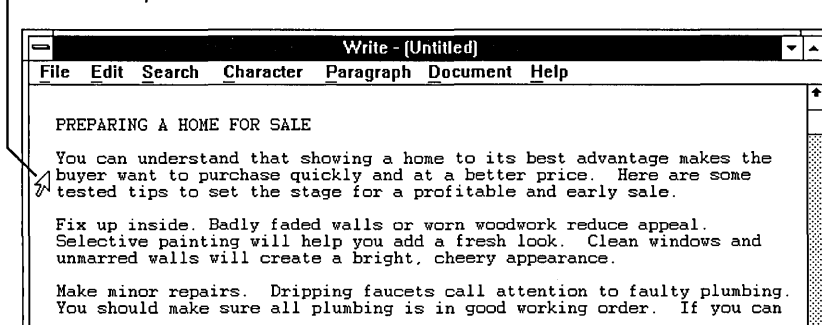 Write - (Untitled)
File Edit Search Character Paragraph Document Help
PREPARING A HOME FOR SALE
You can understand that showing a home to its best advantage makes the
buyer want to purchase quickly and at a better price. Here are some
tested tips to set the stage for a profitable and early sale.
Fix up inside. Badly faded walls or worn woodwork reduce appeal.
Selective painting will help you add a fresh look. Clean windows and
unmarred walls will create a bright, cheery appearance.
Make minor repairs. Dripping faucets call attention to faulty plumbing.
You should make sure all plumbing is in good working order. If you can